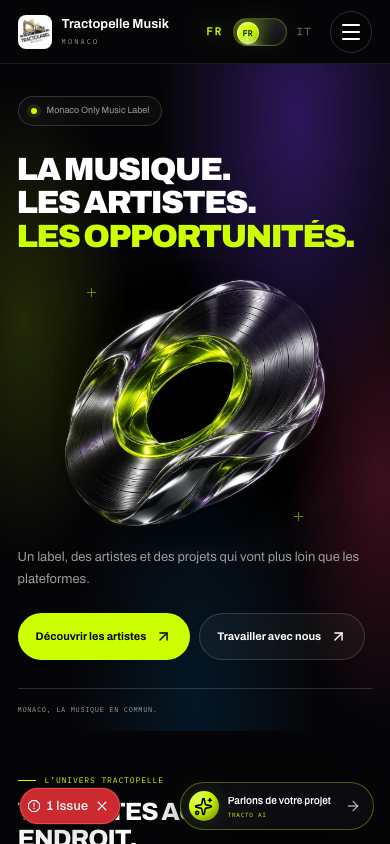 Tractopelle Musik
MONACO
FR
FR
IT
Monaco Only Music Label
LA MUSIQUE.
LES ARTISTES.
LES OPPORTUNITÉS.
Un label, des artistes et des projets qui vont plus loin que les
plateformes.
Découvrir les artistes
Travailler avec nous
MONACO, LA MUSIQUE EN COMMUN.
L'UNIVERS TRACTOPELLE
ENDROIT.
1 Issue
Parlons de votre projet
TRACTO AI